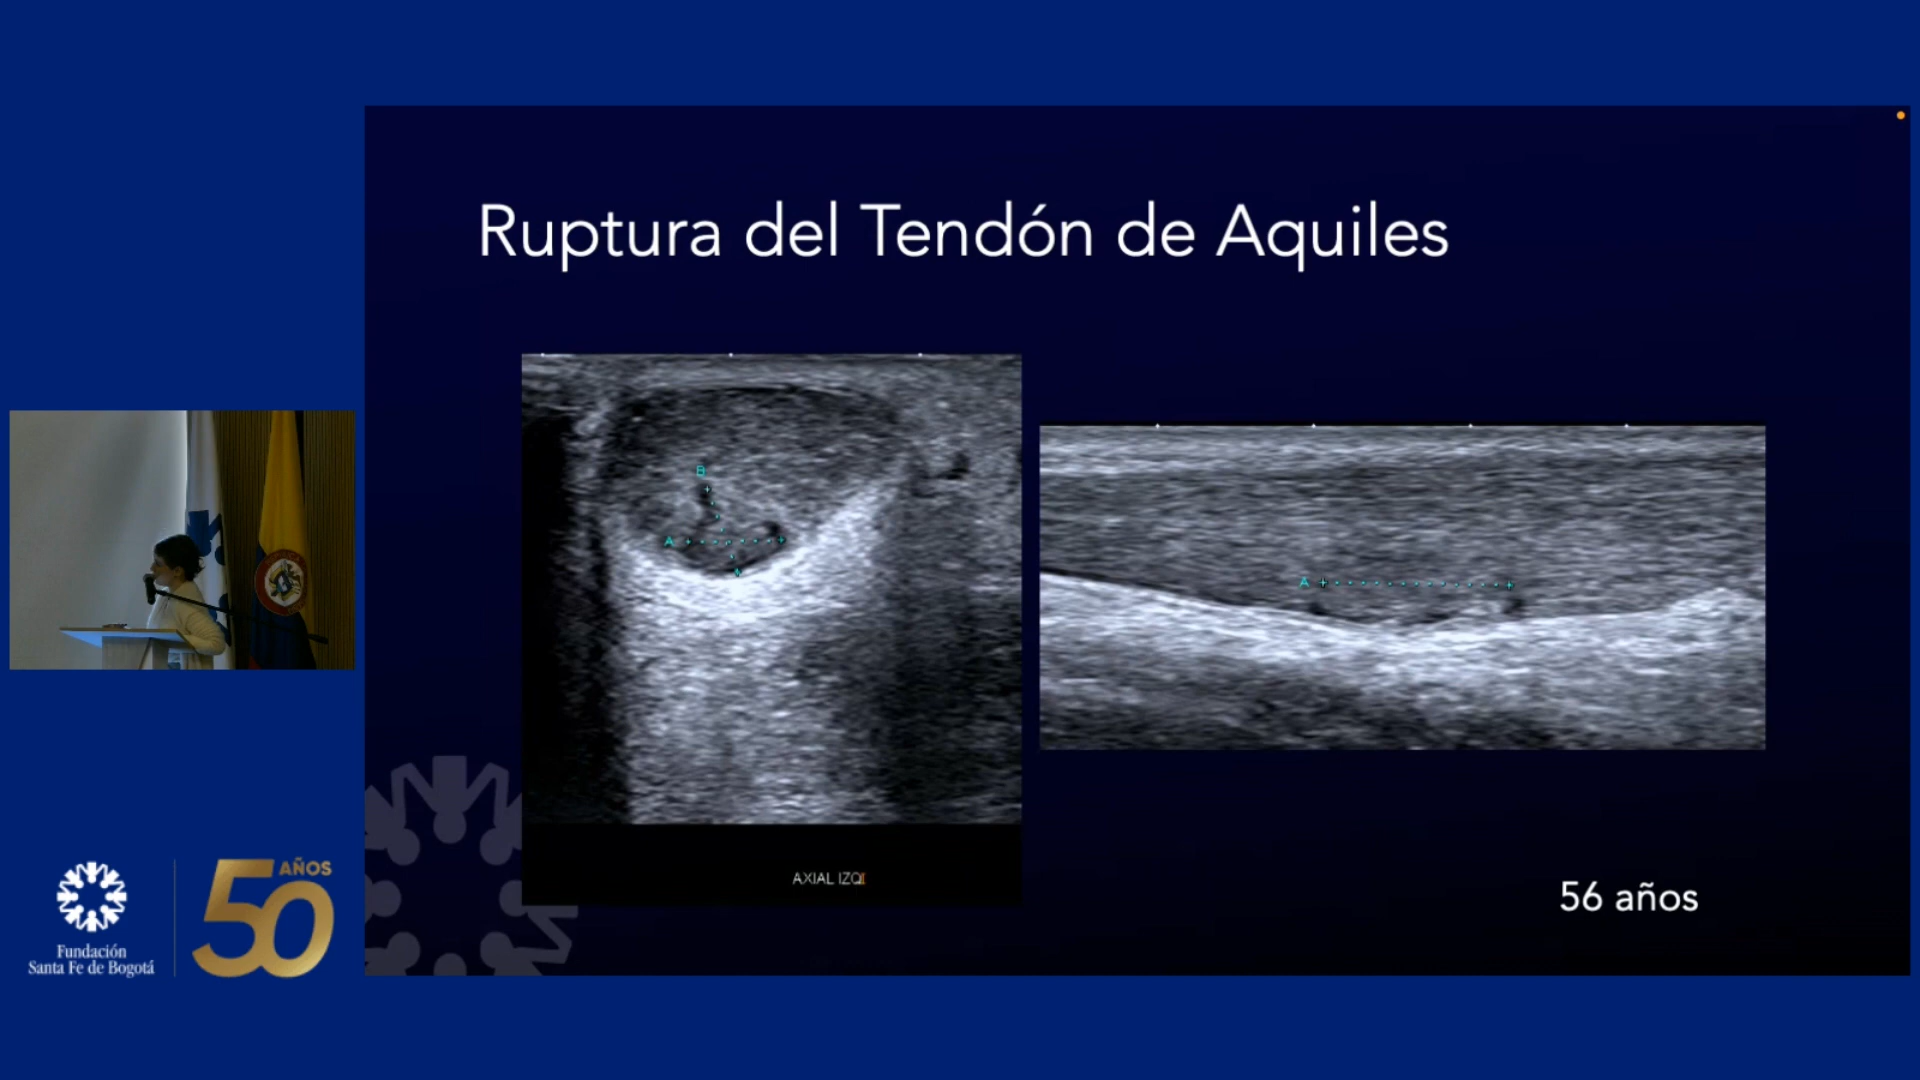 Ruptura del Tendón de Aquiles
B
A
A
AXIAL IZQ
56 años
Fundación
Santa Fe de Bogotá
50 AÑOS